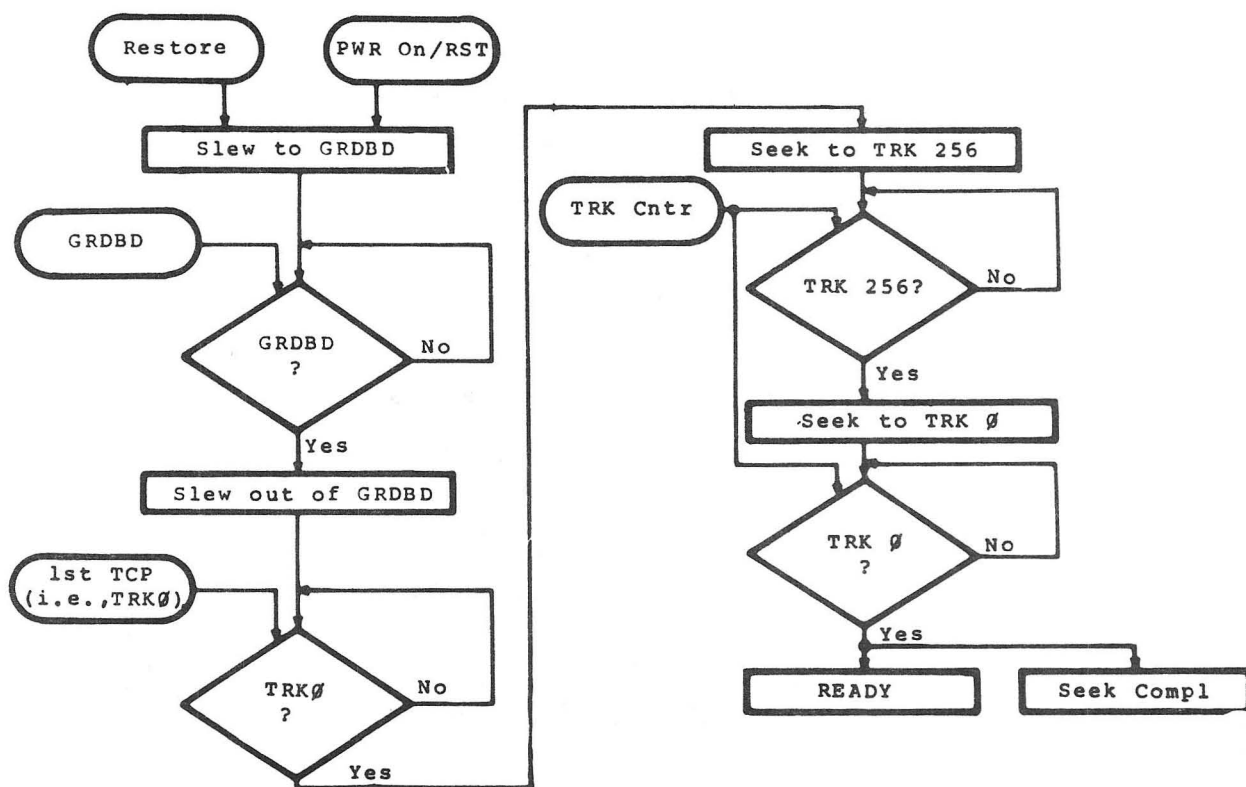 Restore
PWR On/RST
Slew to GRDBD
GRDBD
GRDBD
?
No
Yes
Slew out of GRDBD
1st TCP
(i.e.,TRKØ)
TRKØ
?
No
Yes
Seek to TRK 256
TRK Cntr
TRK 256?
No
Yes
Seek to TRK Ø
TRK Ø
?
No
Yes
READY
Seek Compl